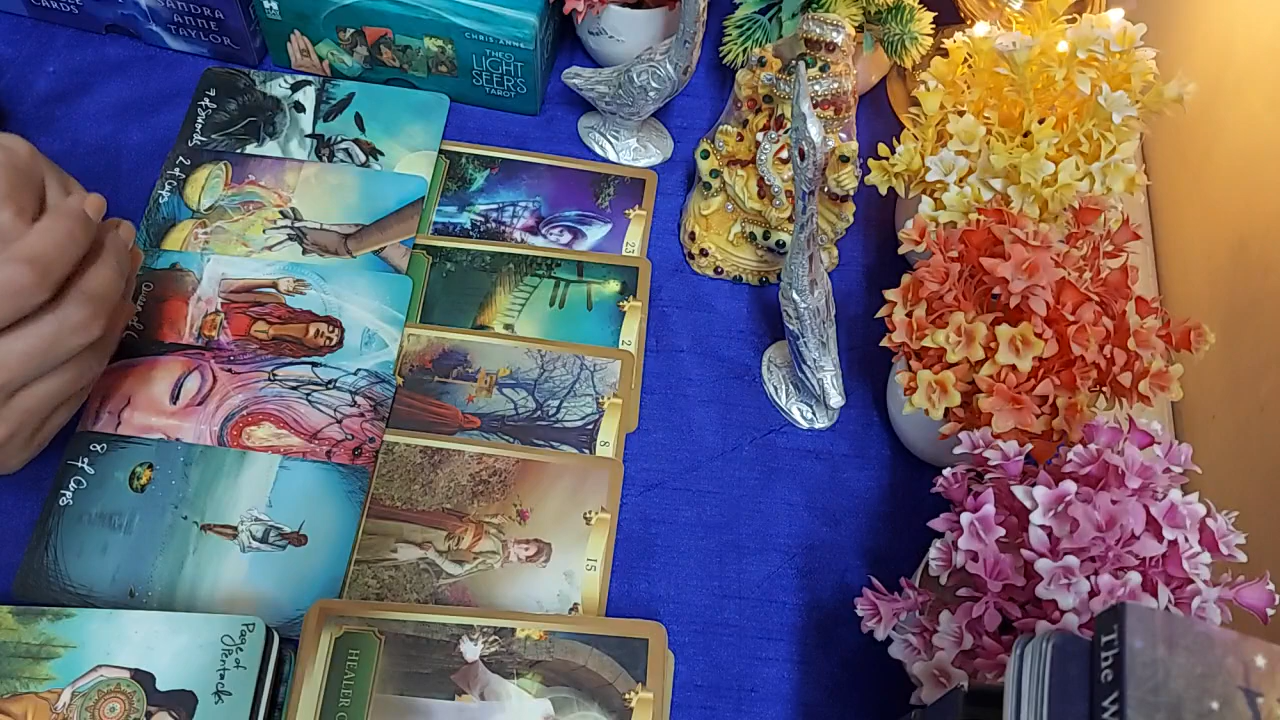 CARDS
SANDRA
ANNE
TAYLOR
CHRIS-ANNE
THE
LIGHT
SEERS
TAROT
7 of Swords
2 of Cups
Queen of C
8 of Cups
23
2
8
15
Page of
Pentacks
HEALER
The W